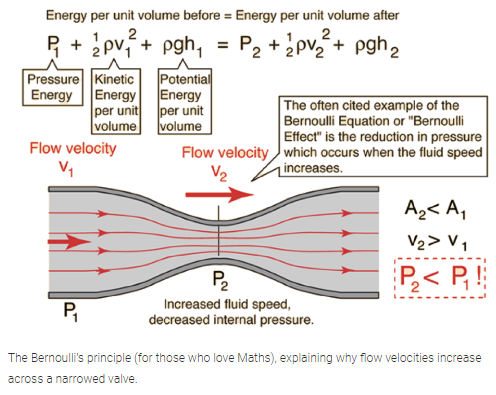 Energy per unit volume before = Energy per unit volume after
P₁ + ½ρv₁² + ρgh₁ = P₂ + ½ρv₂² + ρgh₂
Pressure
Energy
Kinetic
Energy
per unit
volume
Potential
Energy
per unit
volume
The often cited example of the
Bernoulli Equation or "Bernoulli
Effect" is the reduction in pressure
which occurs when the fluid speed
increases.
Flow velocity
v₁
Flow velocity
v₂
A₂< A₁
v₂> v₁
P₂< P₁!
P₁
P₂
Increased fluid speed,
decreased internal pressure.
The Bernoulli's principle (for those who love Maths), explaining why flow velocities increase
across a narrowed valve.